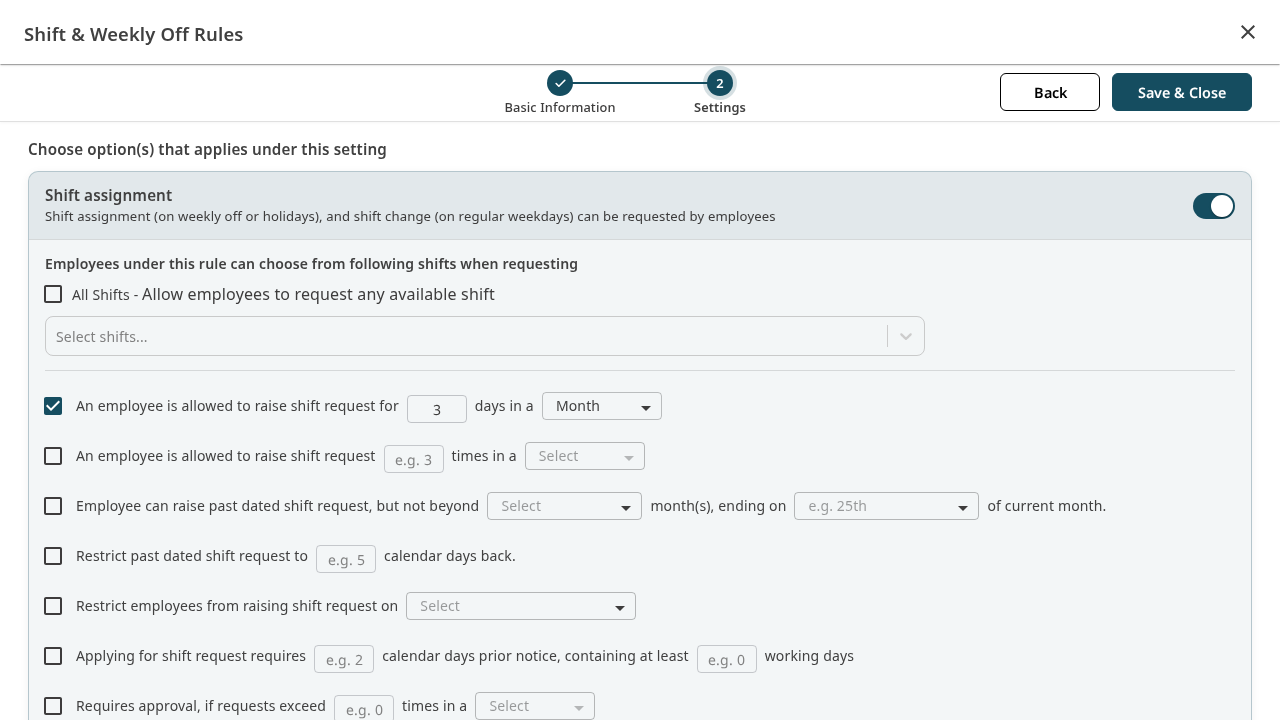 Shift & Weekly Off Rules
2
Basic Information
Settings
Back
Save & Close
Choose option(s) that applies under this setting
Shift assignment
Shift assignment (on weekly off or holidays), and shift change (on regular weekdays) can be requested by employees
Employees under this rule can choose from following shifts when requesting
All Shifts - Allow employees to request any available shift
Select shifts...
An employee is allowed to raise shift request for 3 days in a Month
An employee is allowed to raise shift request e.g. 3 times in a Select
Employee can raise past dated shift request, but not beyond Select month(s), ending on e.g. 25th of current month.
Restrict past dated shift request to e.g. 5 calendar days back.
Restrict employees from raising shift request on Select
Applying for shift request requires e.g. 2 calendar days prior notice, containing at least e.g. 0 working days
Requires approval, if requests exceed e.g. 0 times in a Select